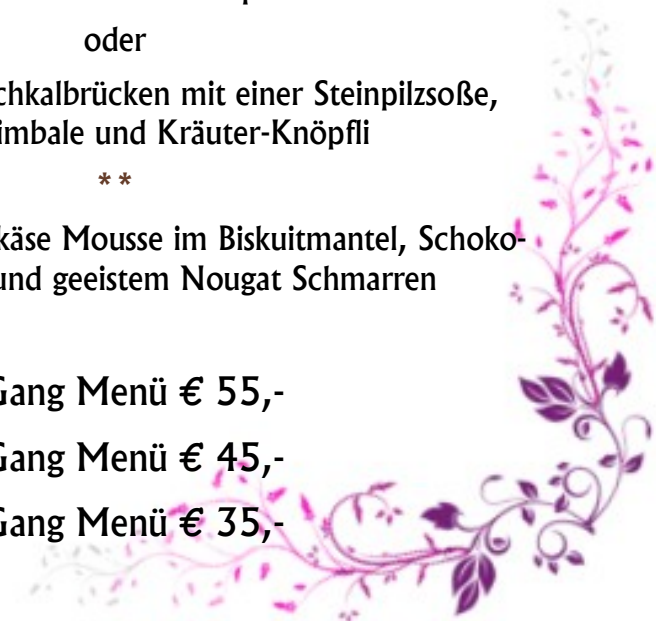 oder
chkalbrücken mit einer Steinpilzsoße,
imbale und Kräuter-Knöpfli
**
käse Mousse im Biskuitmantel, Schoko-
und geeistem Nougat Schmarren
Gang Menü € 55,-
Gang Menü € 45,-
Gang Menü € 35,-